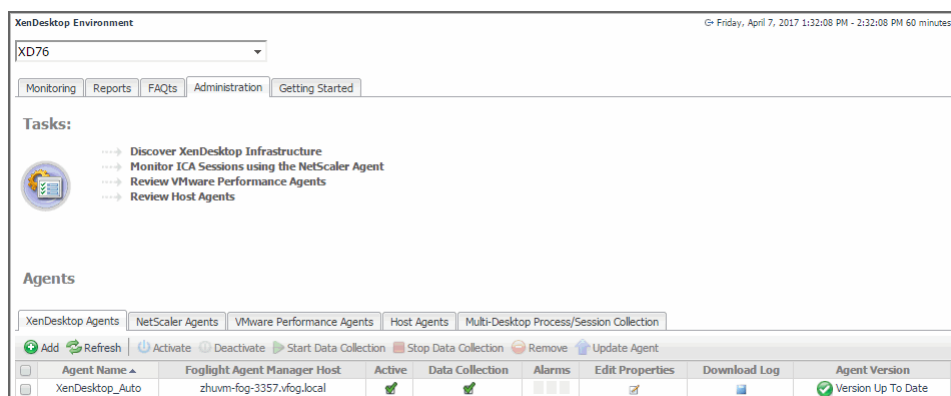 XenDesktop Environment Friday, April 7, 2017 1:32:08 PM - 2:32:08 PM 60 minutes
XD76
Monitoring Reports FAQts Administration Getting Started
Tasks:
Discover XenDesktop Infrastructure
Monitor ICA Sessions using the NetScaler Agent
Review VMware Performance Agents
Review Host Agents
Agents
XenDesktop Agents NetScaler Agents VMware Performance Agents Host Agents Multi-Desktop Process/Session Collection
Add Refresh Activate Deactivate Start Data Collection Stop Data Collection Remove Update Agent
Agent Name Foglight Agent Manager Host Active Data Collection Alarms Edit Properties Download Log Agent Version
XenDesktop_Auto zhuvm-fog-3357.vfog.local Version Up To Date